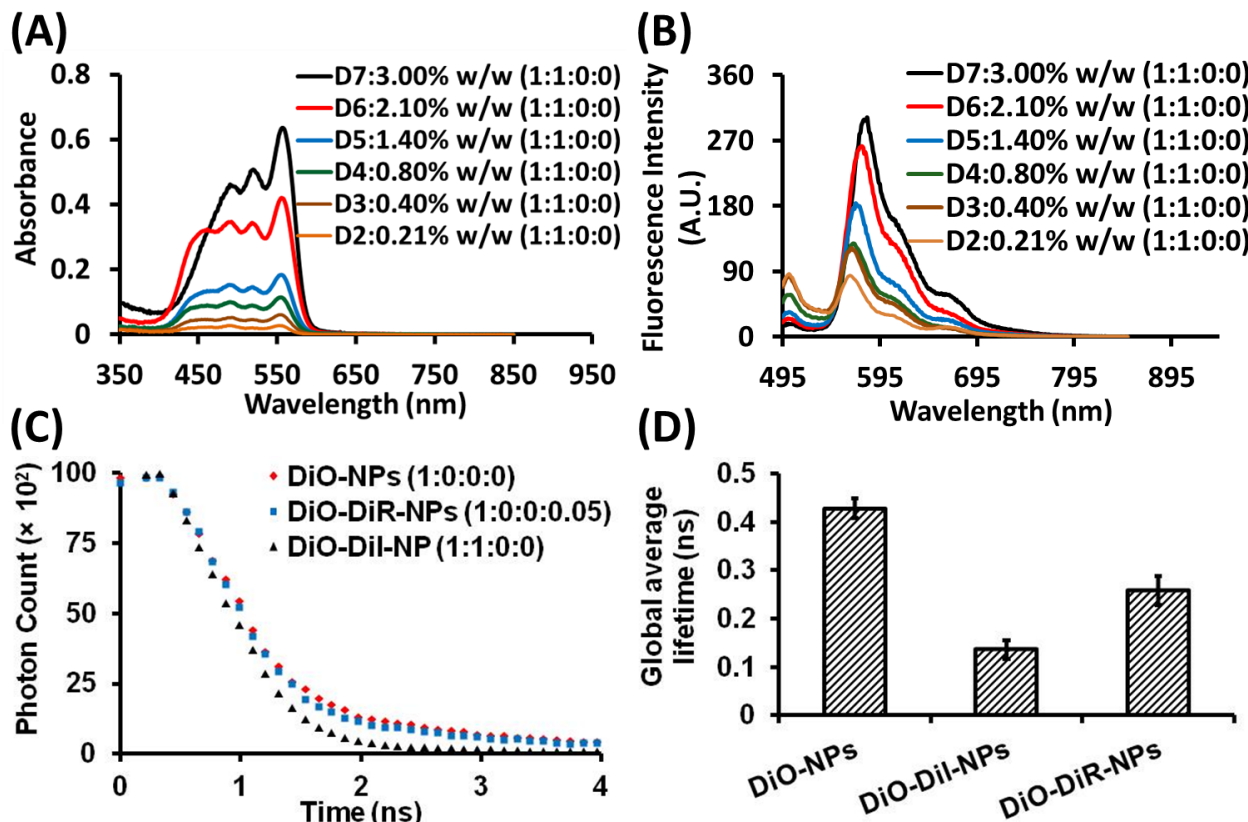 (A)
Absorbance
0.8
0.6
0.4
0.2
0
D7:3.00% w/w (1:1:0:0)
D6:2.10% w/w (1:1:0:0)
D5:1.40% w/w (1:1:0:0)
D4:0.80% w/w (1:1:0:0)
D3:0.40% w/w (1:1:0:0)
D2:0.21% w/w (1:1:0:0)
350 450 550 650 750 850 950
Wavelength (nm)
(B)
Fluorescence Intensity
(A.U.)
360
270
180
90
0
D7:3.00% w/w (1:1:0:0)
D6:2.10% w/w (1:1:0:0)
D5:1.40% w/w (1:1:0:0)
D4:0.80% w/w (1:1:0:0)
D3:0.40% w/w (1:1:0:0)
D2:0.21% w/w (1:1:0:0)
495 595 695 795 895
Wavelength (nm)
(C)
Photon Count (× 10²)
100
75
50
25
0
DiO-NPs (1:0:0:0)
DiO-DiR-NPs (1:0:0:0.05)
DiO-DiI-NP (1:1:0:0)
0 1 2 3 4
Time (ns)
(D)
Global average
lifetime (ns)
0.5
0.4
0.3
0.2
0.1
0
DiO-NPs
DiO-DiI-NPs
DiO-DiR-NPs